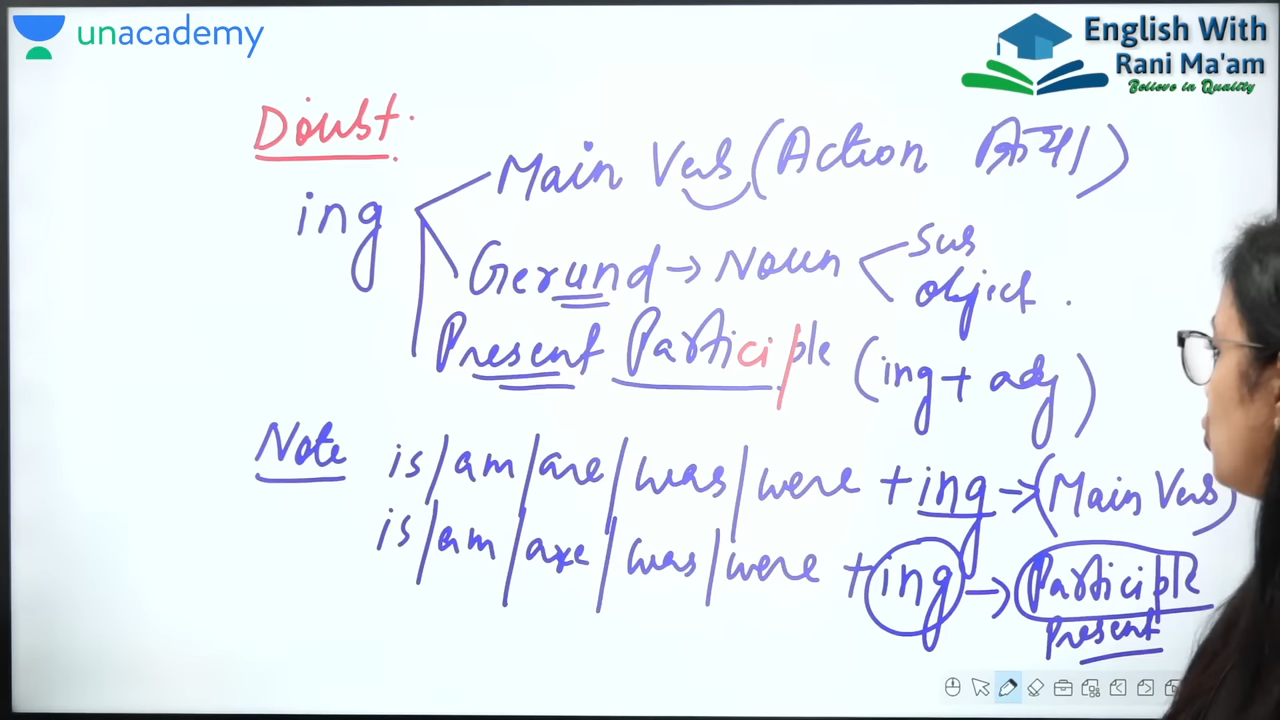 unacademy
English With
Rani Ma'am
Believe in Quality
Doubt.
ing
Main Verb (Action क्रिया)
Gerund → Noun
Sub
object.
Present Participle (ing + adj)
Note
is/am/are/was/were + ing → (Main Verb)
is/am/are/was/were + ing → Participle
Present